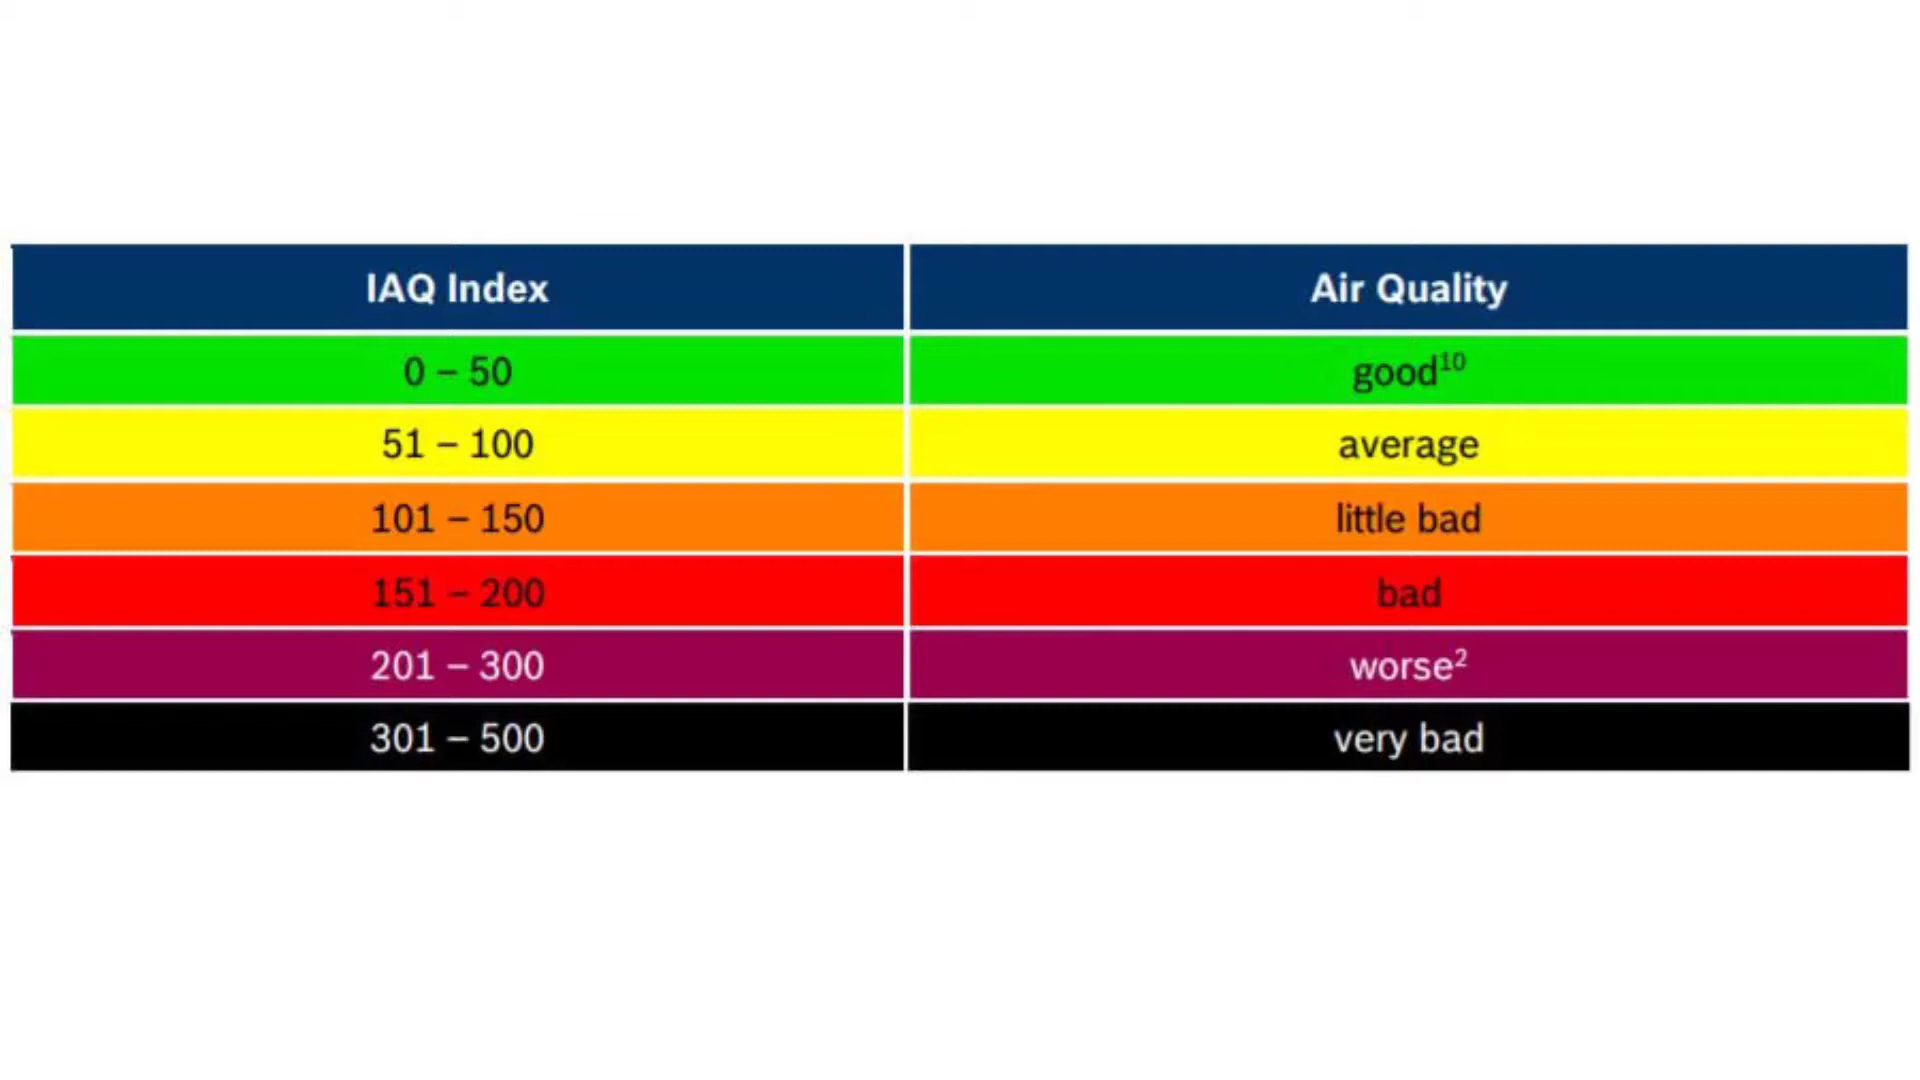 IAQ Index Air Quality
0 – 50 good¹⁰
51 – 100 average
101 – 150 little bad
151 – 200 bad
201 – 300 worse²
301 – 500 very bad